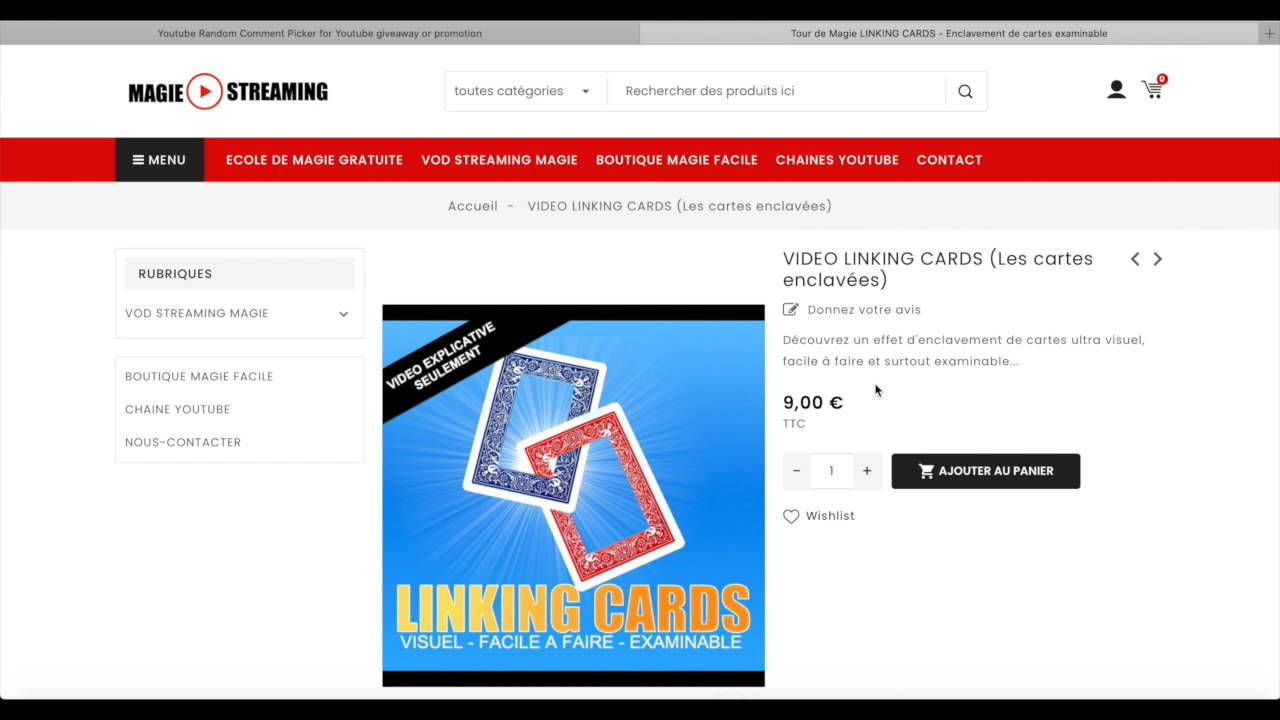 Youtube Random Comment Picker for Youtube giveaway or promotion
Tour de Magie LINKING CARDS - Enclavement de cartes examinable
MAGIE STREAMING
toutes catégories
Rechercher des produits ici
0
MENU
ECOLE DE MAGIE GRATUITE
VOD STREAMING MAGIE
BOUTIQUE MAGIE FACILE
CHAINES YOUTUBE
CONTACT
Accueil - VIDEO LINKING CARDS (Les cartes enclavées)
RUBRIQUES
VOD STREAMING MAGIE
BOUTIQUE MAGIE FACILE
CHAINE YOUTUBE
NOUS-CONTACTER
VIDEO EXPLICATIVE
SEULEMENT
LINKING CARDS
VISUEL - FACILE A FAIRE - EXAMINABLE
VIDEO LINKING CARDS (Les cartes
enclavées)
Donnez votre avis
Découvrez un effet d'enclavement de cartes ultra visuel,
facile à faire et surtout examinable...
9,00 €
TTC
- 1 +
AJOUTER AU PANIER
Wishlist